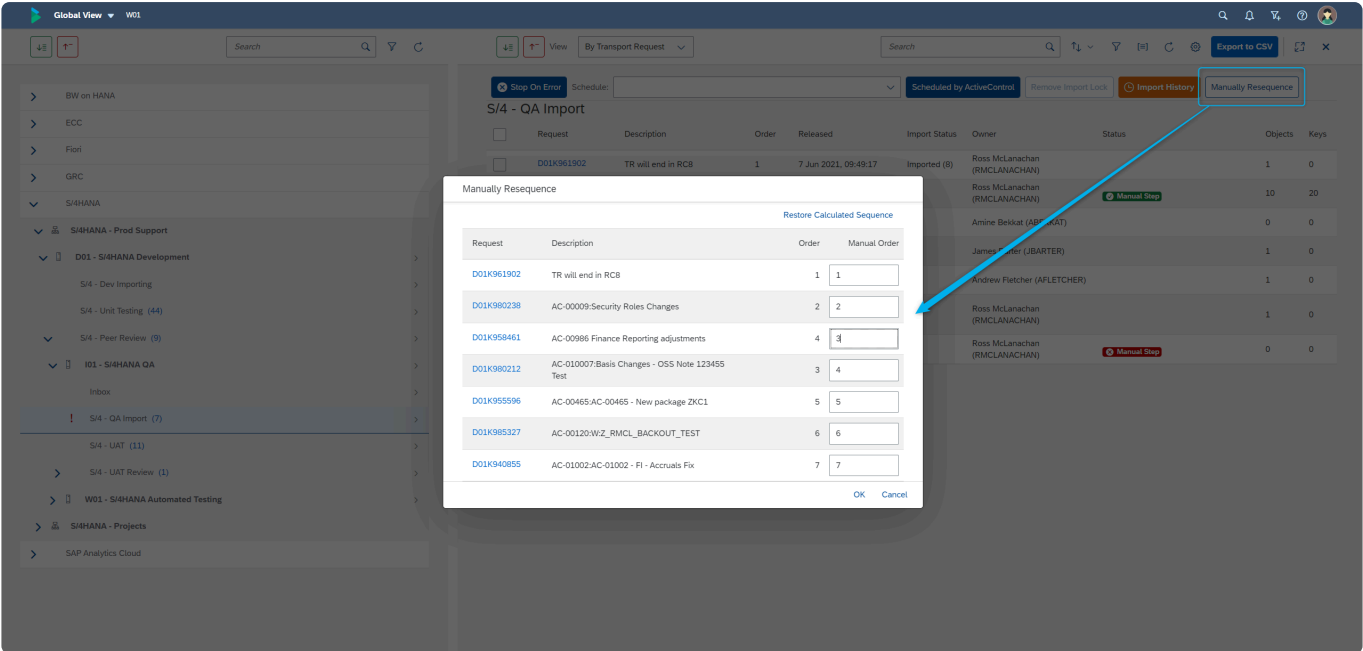 Global View W01
Search
View By Transport Request Search Export to CSV
Stop On Error Schedule: Scheduled by ActiveControl Remove Import Lock Import History Manually Resequence
S/4 - QA Import
Request Description Order Released Import Status Owner Status Objects Keys
D01K961902 TR will end in RC8 1 7 Jun 2021, 09:49:17 Imported (8) Ross McLanachan (RMCLANACHAN) 1 0
Ross McLanachan (RMCLANACHAN) Manual Step 10 20
Amine Bekkat 0 0
1 0
Andrew Fletcher (AFLETCHER) 1 0
Ross McLanachan (RMCLANACHAN) 1 0
Ross McLanachan (RMCLANACHAN) Manual Step 0 0
BW on HANA
ECC
Fiori
GRC
S/4HANA
S/4HANA - Prod Support
D01 - S/4HANA Development
S/4 - Dev Importing
S/4 - Unit Testing (44)
S/4 - Peer Review (9)
I01 - S/4HANA QA
Inbox
S/4 - QA Import (7)
S/4 - UAT (11)
S/4 - UAT Review (1)
W01 - S/4HANA Automated Testing
S/4HANA - Projects
SAP Analytics Cloud
Manually Resequence
Restore Calculated Sequence
Request Description Order Manual Order
D01K961902 TR will end in RC8 1 1
D01K980238 AC-00009:Security Roles Changes 2 2
D01K958461 AC-00986 Finance Reporting adjustments 4 3
D01K980212 AC-010007:Basis Changes - OSS Note 123455 3 4
Test
D01K955596 AC-00465:AC-00465 - New package ZKC1 5 5
D01K985327 AC-00120:W:Z_RMCL_BACKOUT_TEST 6 6
D01K940855 AC-01002:AC-01002 - FI - Accruals Fix 7 7
OK Cancel